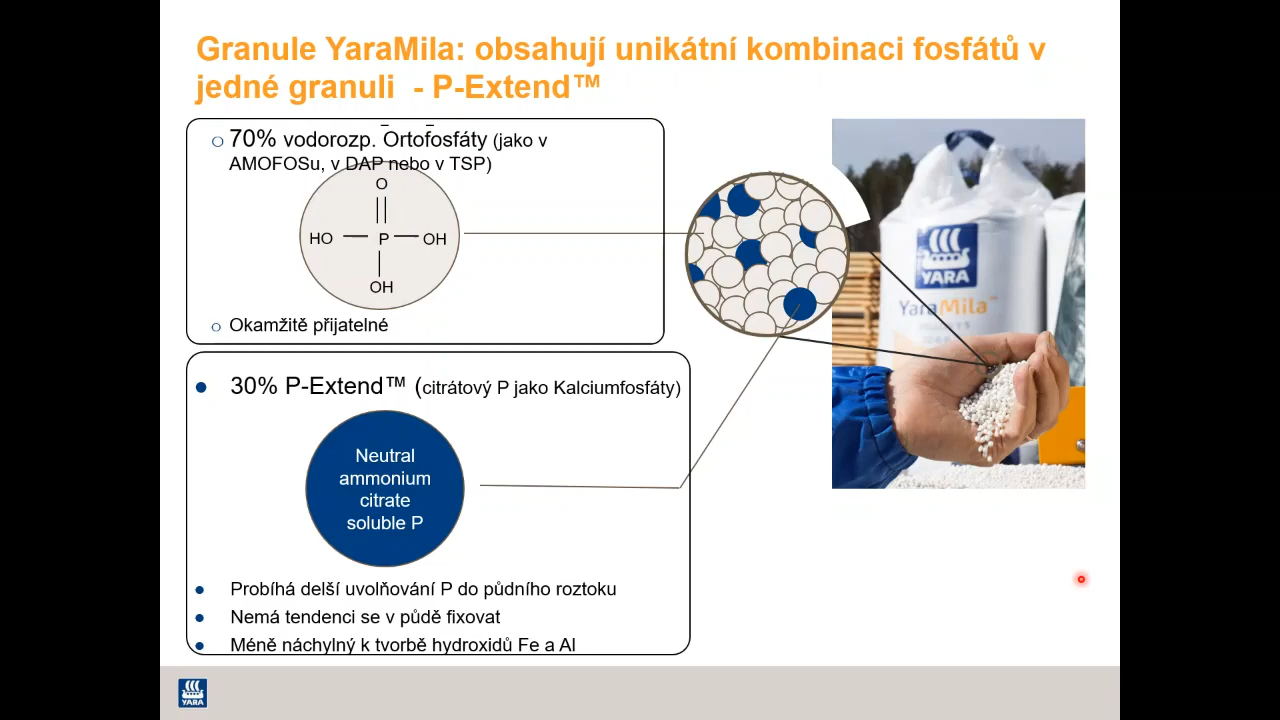 Granule YaraMila: obsahují unikátní kombinaci fosfátů v
jedné granuli - P-Extend™
70% vodorozp. Ortofosfáty (jako v
AMOFOSu, v DAP nebo v TSP)
O
HO
P
OH
OH
Okamžitě přijatelné
30% P-Extend™ (citrátový P jako Kalciumfosfáty)
Neutral
ammonium
citrate
soluble P
Probíhá delší uvolňování P do půdního roztoku
Nemá tendenci se v půdě fixovat
Méně náchylný k tvorbě hydroxidů Fe a Al
YARA
YaraMila
YARA